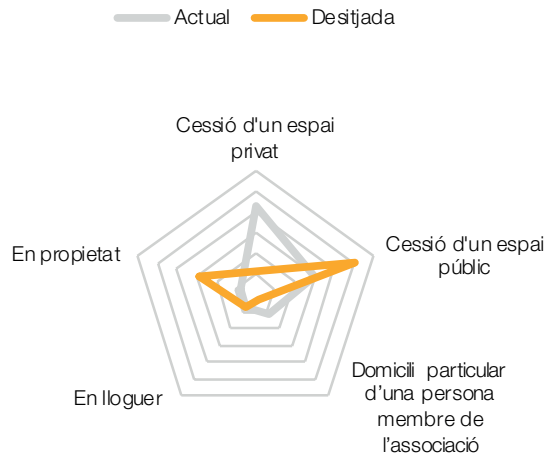 Actual Desitjada
Cessió d'un espai
privat
Cessió d'un espai
públic
Domicili particular
d'una persona
membre de
l'associació
En lloguer
En propietat